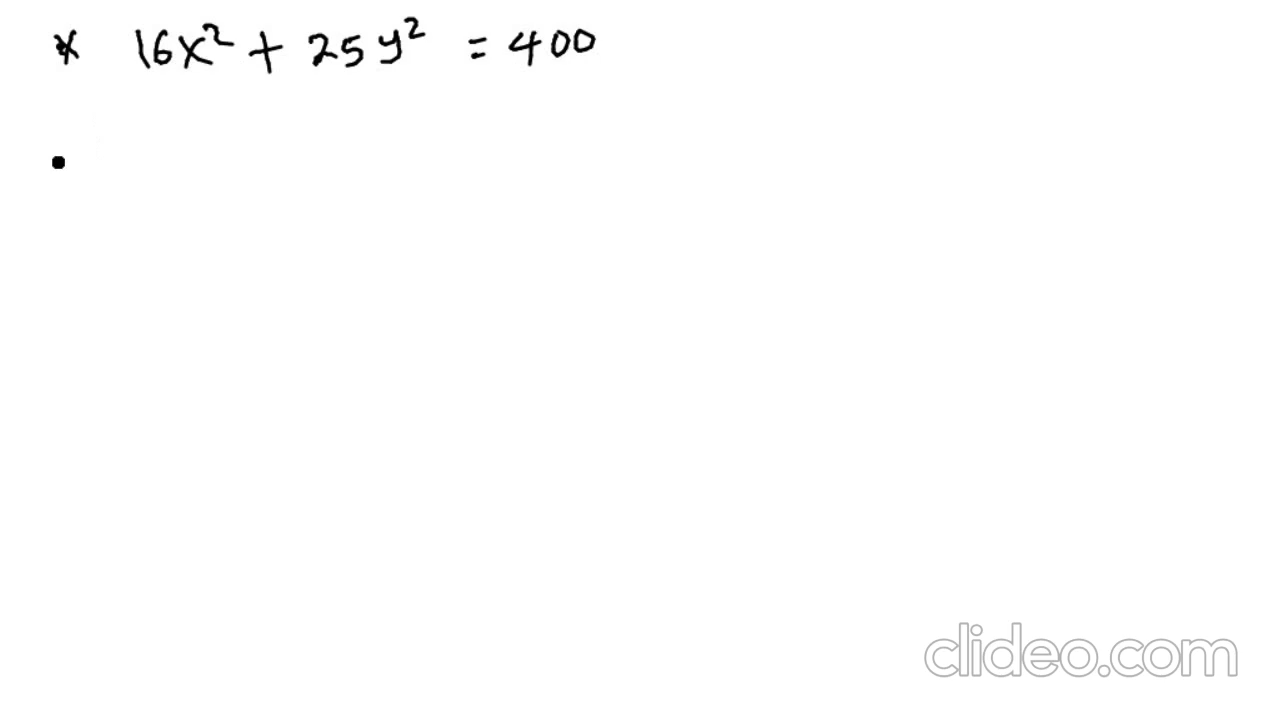 * 16x² + 25y² = 400
clideo.com